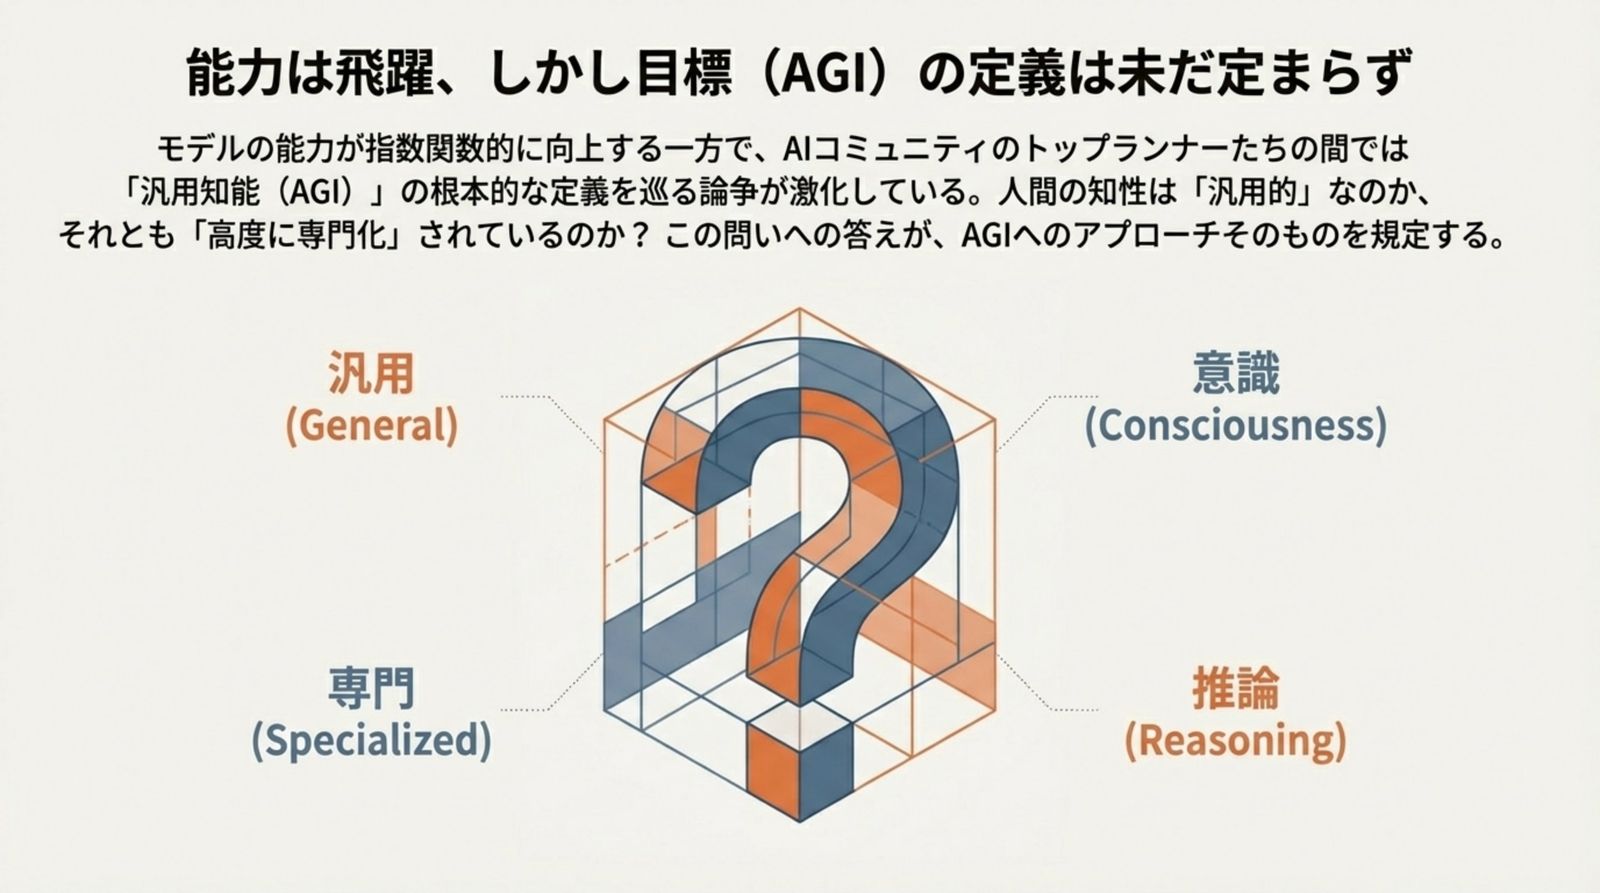 能力は飛躍、しかし目標（AGI）の定義は未だ定まらず
モデルの能力が指数関数的に向上する一方で、AIコミュニティのトップランナーたちの間では
「汎用知能（AGI）」の根本的な定義を巡る論争が激化している。人間の知性は「汎用的」なのか、
それとも「高度に専門化」されているのか？ この問いへの答えが、AGIへのアプローチそのものを規定する。
汎用
(General)
意識
(Consciousness)
専門
(Specialized)
推論
(Reasoning)